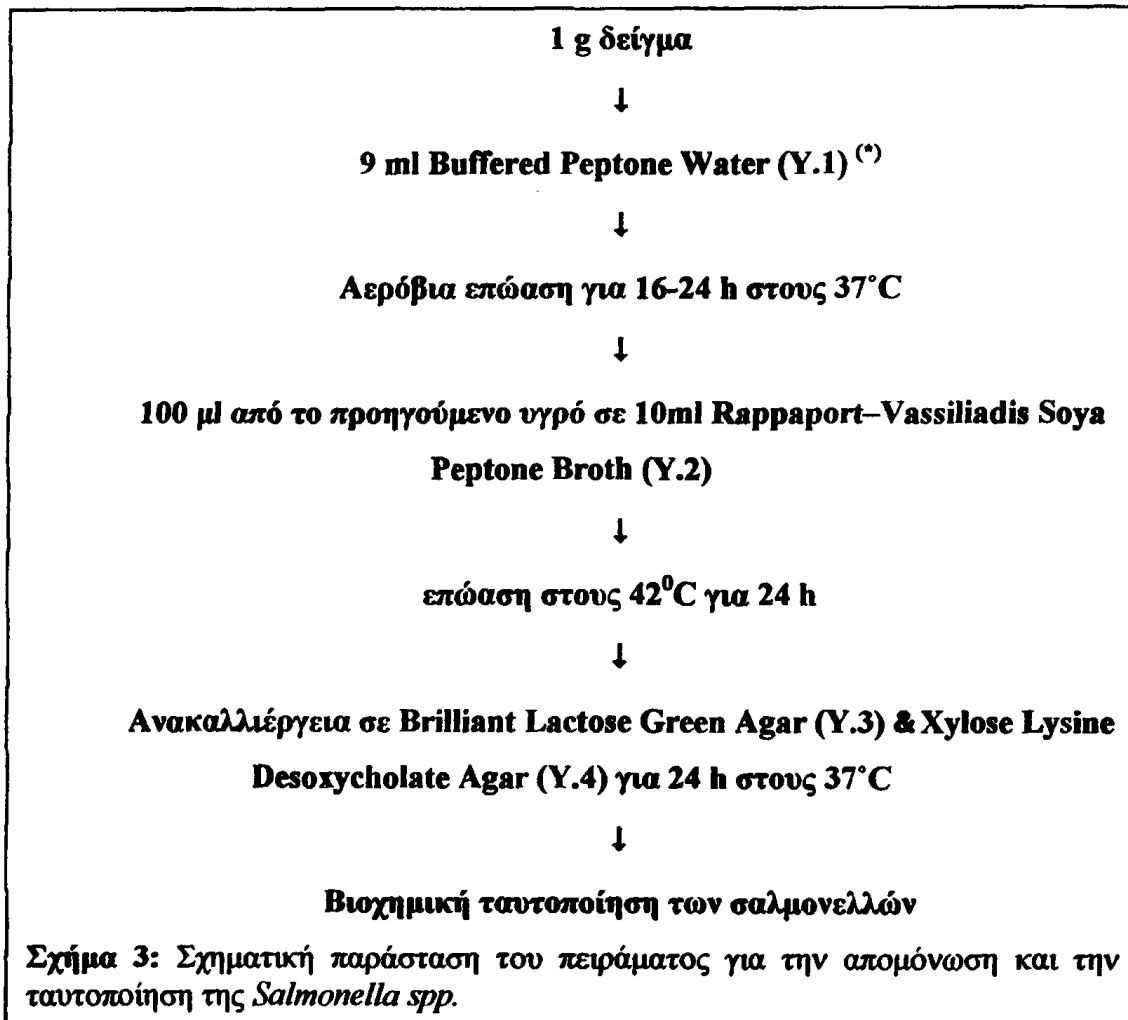 1 g δείγμα
↓
9 ml Buffered Peptone Water (Υ.1) (*)
↓
Αερόβια επώαση για 16-24 h στους 37°C
↓
100 μl από το προηγούμενο υγρό σε 10ml Rappaport–Vassiliadis Soya
Peptone Broth (Υ.2)
↓
επώαση στους 42⁰C για 24 h
↓
Ανακαλλιέργεια σε Brilliant Lactose Green Agar (Υ.3) & Xylose Lysine
Desoxycholate Agar (Υ.4) για 24 h στους 37°C
↓
Βιοχημική ταυτοποίηση των σαλμονελλών
Σχήμα 3: Σχηματική παράσταση του πειράματος για την απομόνωση και την
ταυτοποίηση της Salmonella spp.